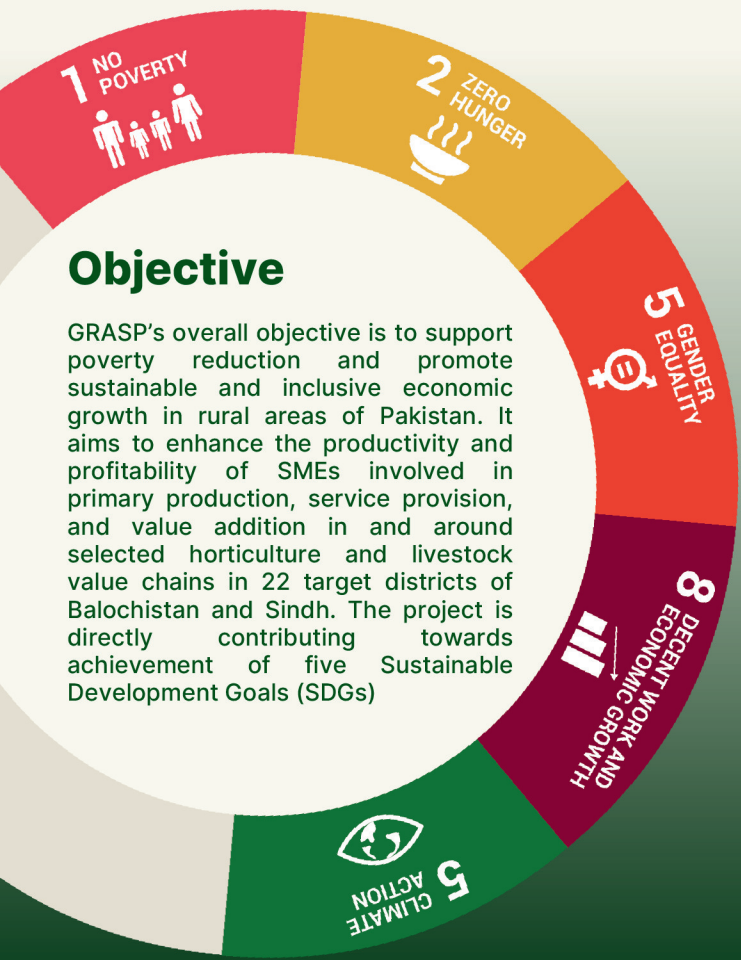 1 NO
POVERTY
2 ZERO
HUNGER
5 GENDER
EQUALITY
8 DECENT WORK AND
ECONOMIC GROWTH
5 CLIMATE
ACTION
Objective
GRASP’s overall objective is to support
poverty reduction and promote
sustainable and inclusive economic
growth in rural areas of Pakistan. It
aims to enhance the productivity and
profitability of SMEs involved in
primary production, service provision,
and value addition in and around
selected horticulture and livestock
value chains in 22 target districts of
Balochistan and Sindh. The project is
directly contributing towards
achievement of five Sustainable
Development Goals (SDGs)